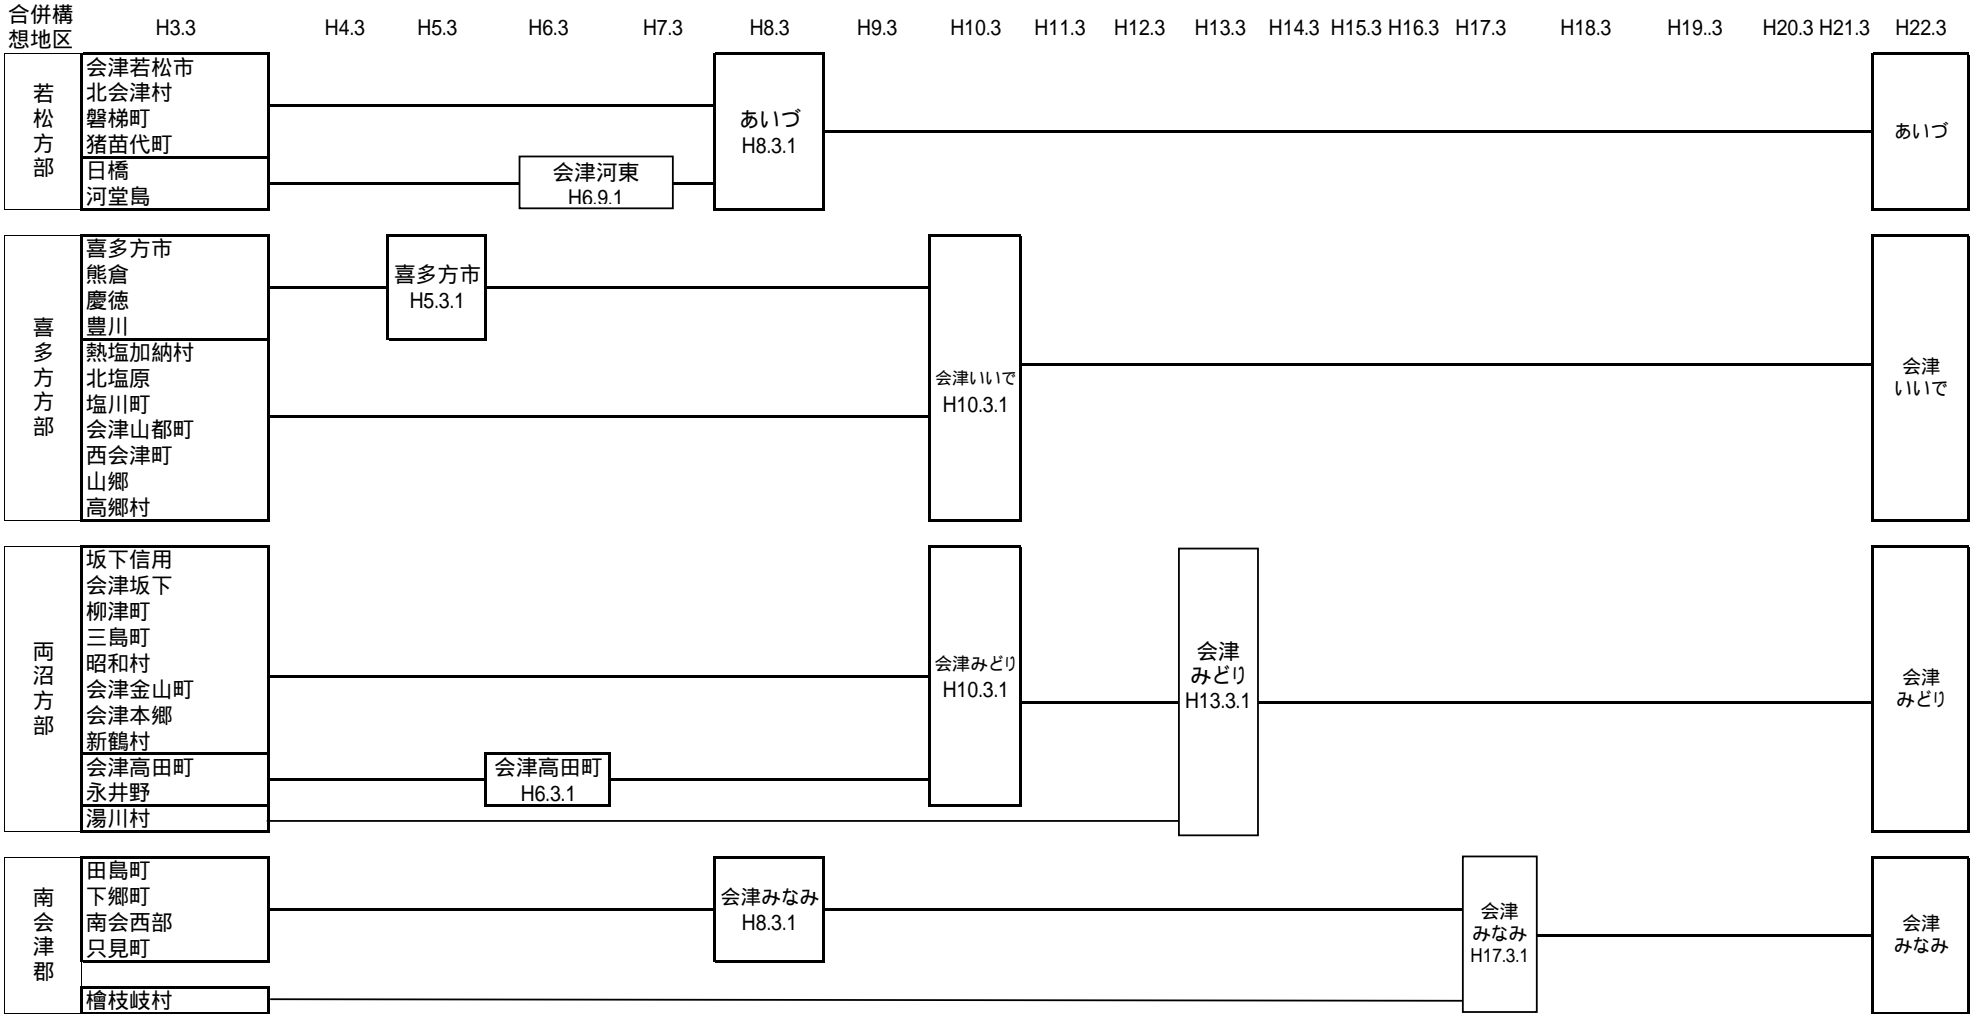 合併構
想地区
H3.3 H4.3 H5.3 H6.3 H7.3 H8.3 H9.3 H10.3 H11.3 H12.3 H13.3 H14.3 H15.3 H16.3 H17.3 H18.3 H19..3 H20.3 H21.3 H22.3
若松方部
会津若松市
北会津村
磐梯町
猪苗代町
日橋
河堂島
会津河東
H6.9.1
あいづ
H8.3.1
あいづ
喜多方方部
喜多方市
熊倉
慶徳
豊川
熱塩加納村
北塩原
塩川町
会津山都町
西会津町
山郷
高郷村
喜多方市
H5.3.1
会津いいで
H10.3.1
会津
いいで
両沼方部
坂下信用
会津坂下
柳津町
三島町
昭和村
会津金山町
会津本郷
新鶴村
会津高田町
永井野
湯川村
会津高田町
H6.3.1
会津みどり
H10.3.1
会津
みどり
H13.3.1
会津
みどり
南会津郡
田島町
下郷町
南会西部
只見町
檜枝岐村
会津みなみ
H8.3.1
会津
みなみ
H17.3.1
会津
みなみ